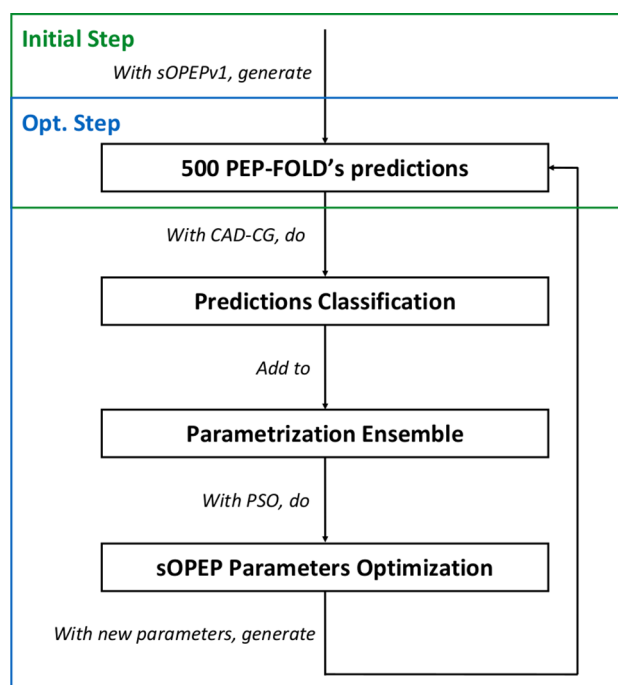 Initial Step
With sOPEPv1, generate
Opt. Step
500 PEP-FOLD's predictions
With CAD-CG, do
Predictions Classification
Add to
Parametrization Ensemble
With PSO, do
sOPEP Parameters Optimization
With new parameters, generate